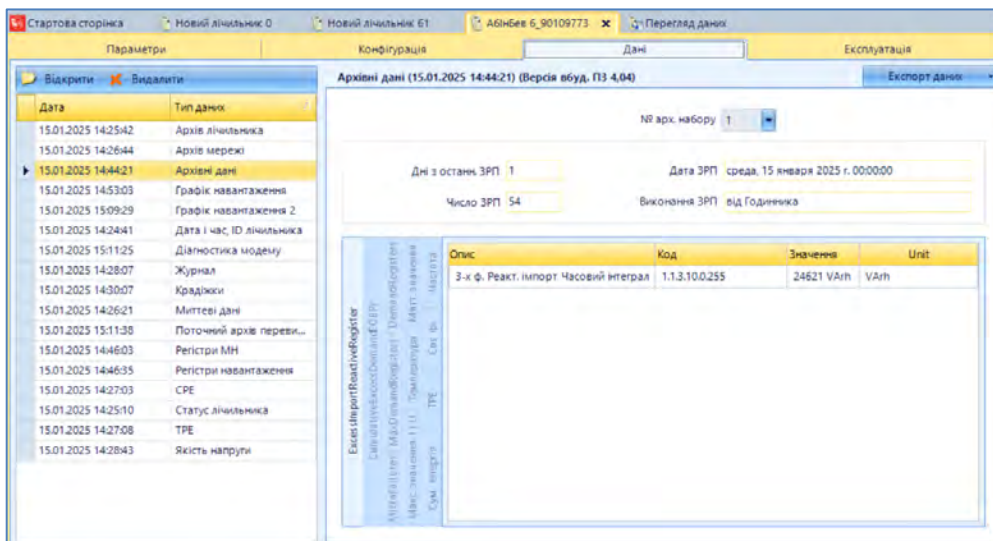 Стартова сторінка
Новий лічильник 0
Новий лічильник 61
АбІнБев 6_90109773
Перегляд даних
Параметри
Конфігурація
Дані
Експлуатація
Відкрити Видалити
Дата Тип даних
15.01.2025 14:25:42 Архів лічильника
15.01.2025 14:26:44 Архів мережі
15.01.2025 14:44:21 Архівні дані
15.01.2025 14:53:03 Графік навантаження
15.01.2025 15:09:29 Графік навантаження 2
15.01.2025 14:24:41 Дата і час, ID лічильника
15.01.2025 15:11:25 Діагностика модему
15.01.2025 14:28:07 Журнал
15.01.2025 14:30:07 Крадіжки
15.01.2025 14:26:21 Миттеві дані
15.01.2025 15:11:38 Поточний архів переви...
15.01.2025 14:46:03 Регістри МН
15.01.2025 14:46:35 Регістри навантаження
15.01.2025 14:27:03 CPE
15.01.2025 14:25:10 Статус лічильника
15.01.2025 14:27:08 TPE
15.01.2025 14:28:43 Якість напруги
Архівні дані (15.01.2025 14:44:21) (Версія вбуд. ПЗ 4,04)
Експорт даних
№ арх. набору 1
Дні з останн. ЗРП 1
Дата ЗРП среда, 15 января 2025 г. 00:00:00
Число ЗРП 54
Виконання ЗРП від Годинника
ExcessImportReactiveRegister
Сум. енергія
TPE
Частота
Температура
Опис Код Значення Unit
3-х ф. Реакт. імпорт Часовий інтеграл 1.1.3.10.0.255 24621 VArh VArh